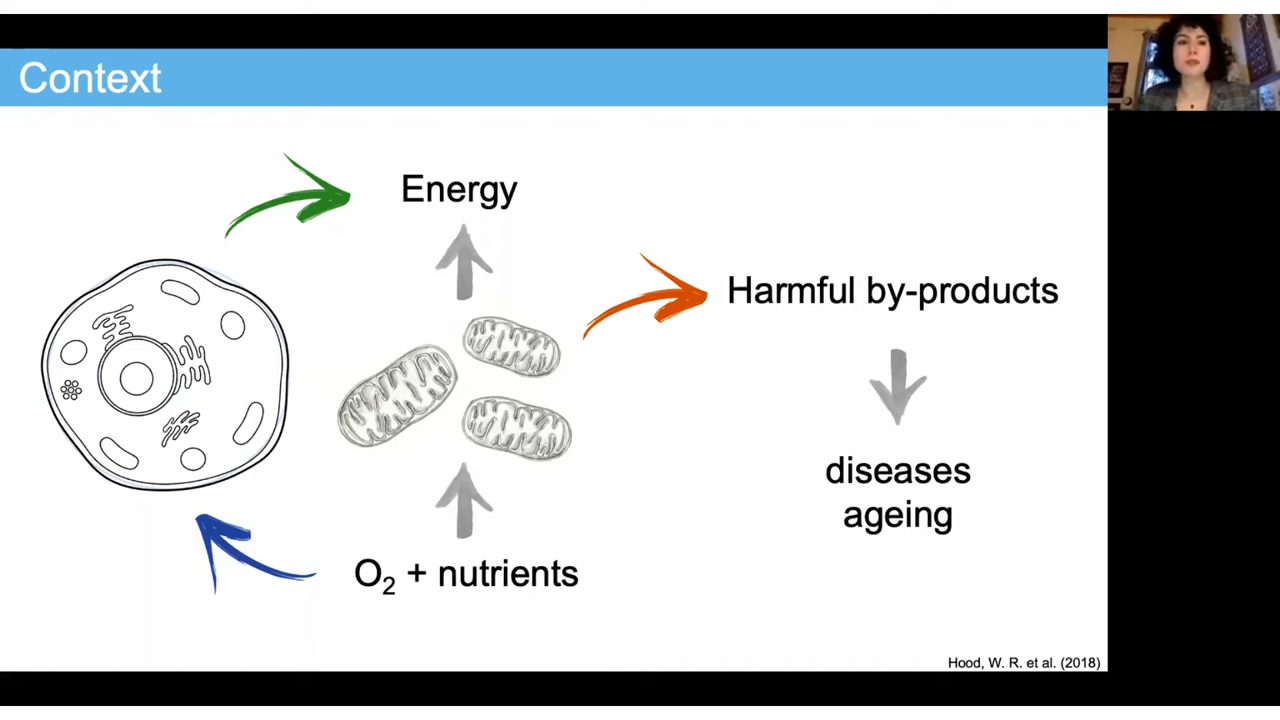 Context
Energy
Harmful by-products
diseases
ageing
O₂ + nutrients
Hood, W. R. et al. (2018)